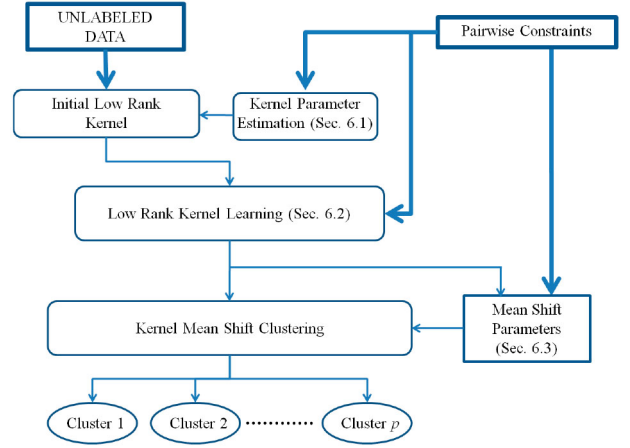 UNLABELED
DATA
Pairwise Constraints
Initial Low Rank
Kernel
Kernel Parameter
Estimation (Sec. 6.1)
Low Rank Kernel Learning (Sec. 6.2)
Kernel Mean Shift Clustering
Mean Shift
Parameters
(Sec. 6.3)
Cluster 1
Cluster 2
Cluster p